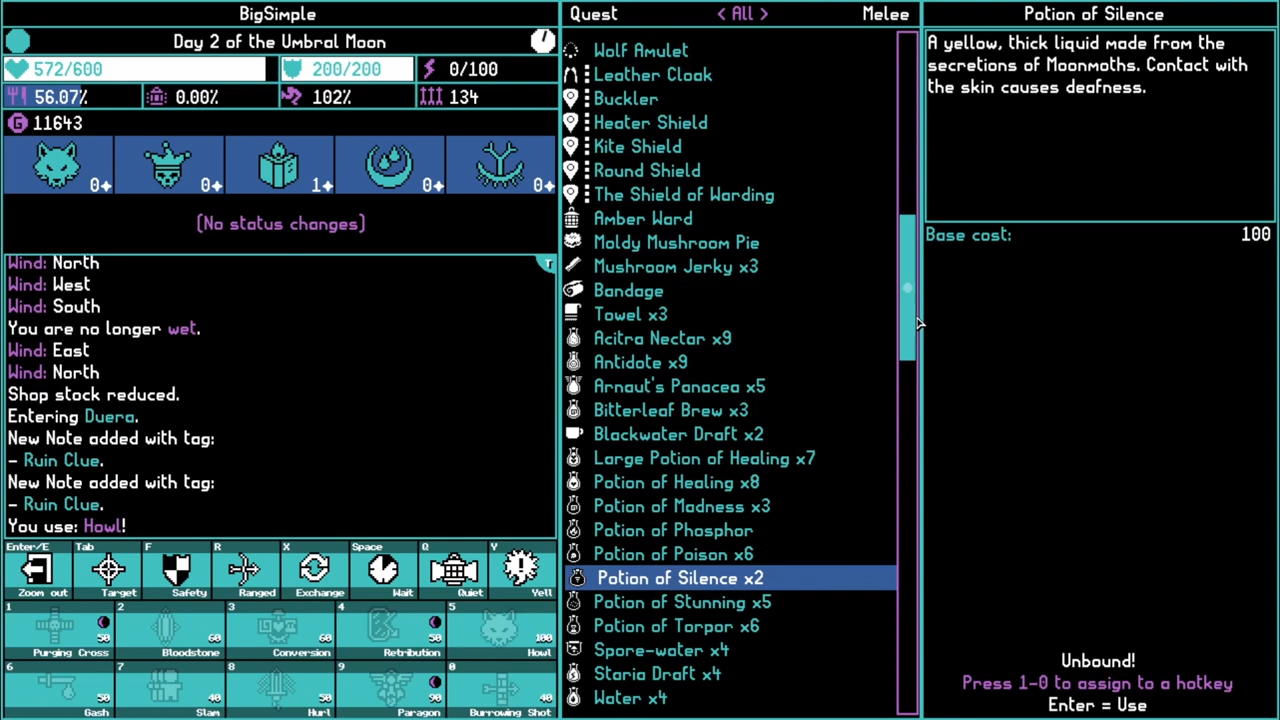 BigSimple
Day 2 of the Umbral Moon
572/600
200/200
0/100
56.07%
0.00%
102%
134
G 11643
0+
0+
1+
0+
0+
(No status changes)
Wind: North
Wind: West
Wind: South
You are no longer wet.
Wind: East
Wind: North
Shop stock reduced.
Entering Duera.
New Note added with tag:
- Ruin Clue.
New Note added with tag:
- Ruin Clue.
You use: Howl!
T
Enter/E
Zoom out
Tab
Target
F
Safety
R
Ranged
X
Exchange
Space
Wait
Q
Quiet
Y
Yell
1
50
Purging Cross
2
60
Bloodstone
3
60
Conversion
4
50
Retribution
5
100
Howl
6
50
Gash
7
40
Slam
8
50
Hurl
9
90
Paragon
0
40
Burrowing Shot
Quest
< All >
Melee
Wolf Amulet
Leather Cloak
Buckler
Heater Shield
Kite Shield
Round Shield
The Shield of Warding
Amber Ward
Moldy Mushroom Pie
Mushroom Jerky x3
Bandage
Towel x3
Acitra Nectar x9
Antidote x9
Arnaut's Panacea x5
Bitterleaf Brew x3
Blackwater Draft x2
Large Potion of Healing x7
Potion of Healing x8
Potion of Madness x3
Potion of Phosphor
Potion of Poison x6
Potion of Silence x2
Potion of Stunning x5
Potion of Torpor x6
Spore-water x4
Staria Draft x4
Water x4
Potion of Silence
A yellow, thick liquid made from the
secretions of Moonmoths. Contact with
the skin causes deafness.
Base cost: 100
Unbound!
Press 1-0 to assign to a hotkey
Enter = Use